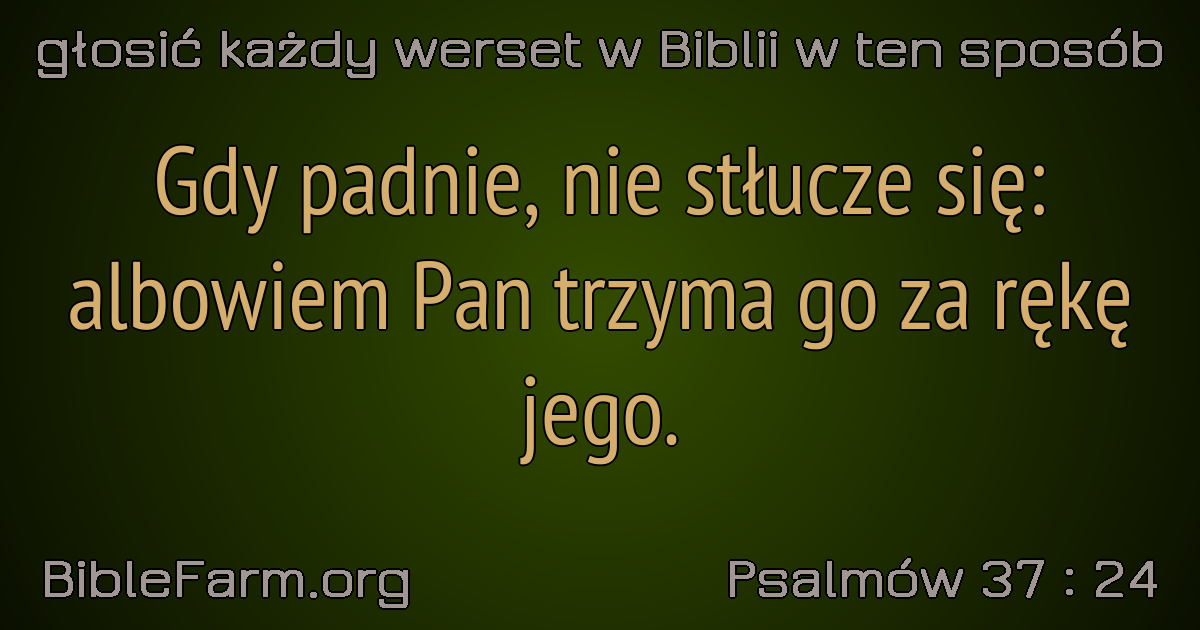 głosić każdy werset w Biblii w ten sposób
Gdy padnie, nie stłucze się:
albowiem Pan trzyma go za rękę
jego.
BibleFarm.org
Psalmów 37 : 24